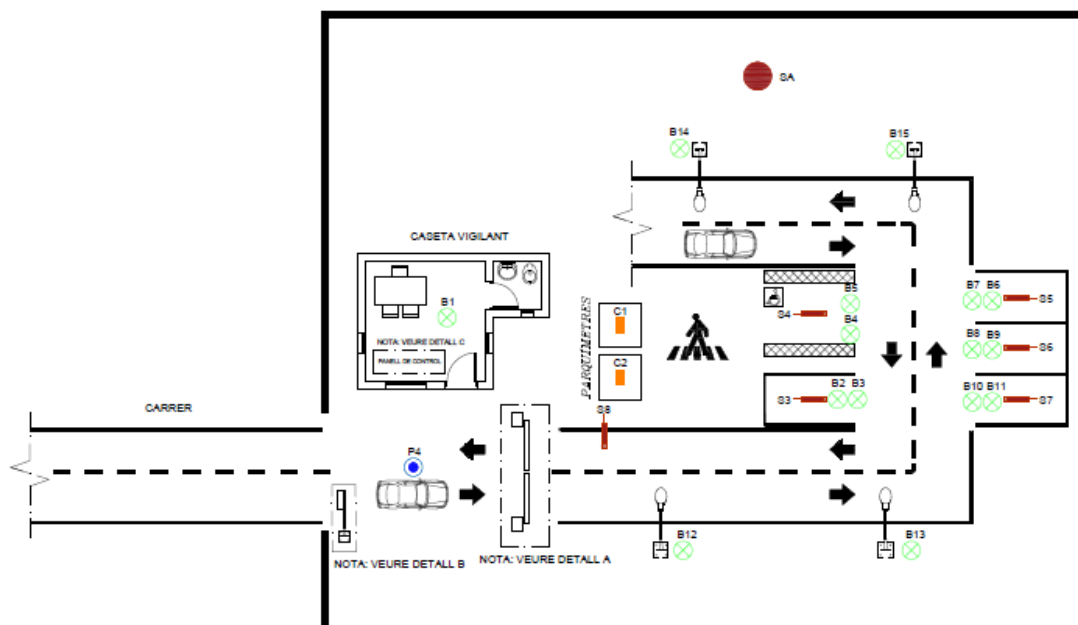 SA
B14
B15
CASETA VIGILANT
B1
NOTA: VEURE DETALL C
PANELL DE CONTROL
PARQUIMETRES
C1
C2
S8
B5
S4
B4
S3
B2
B3
B7
B6
S5
B8
B9
S6
B10
B11
S7
CARRER
P4
NOTA: VEURE DETALL B
NOTA: VEURE DETALL A
B12
B13